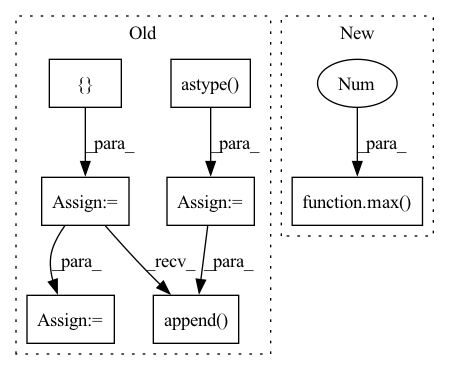 Old
New
{}
astype()
Num
_para_
_para_
_para_
Assign:=
Assign:=
function.max()
_para_
_recv_
_para_
Assign:=
append()